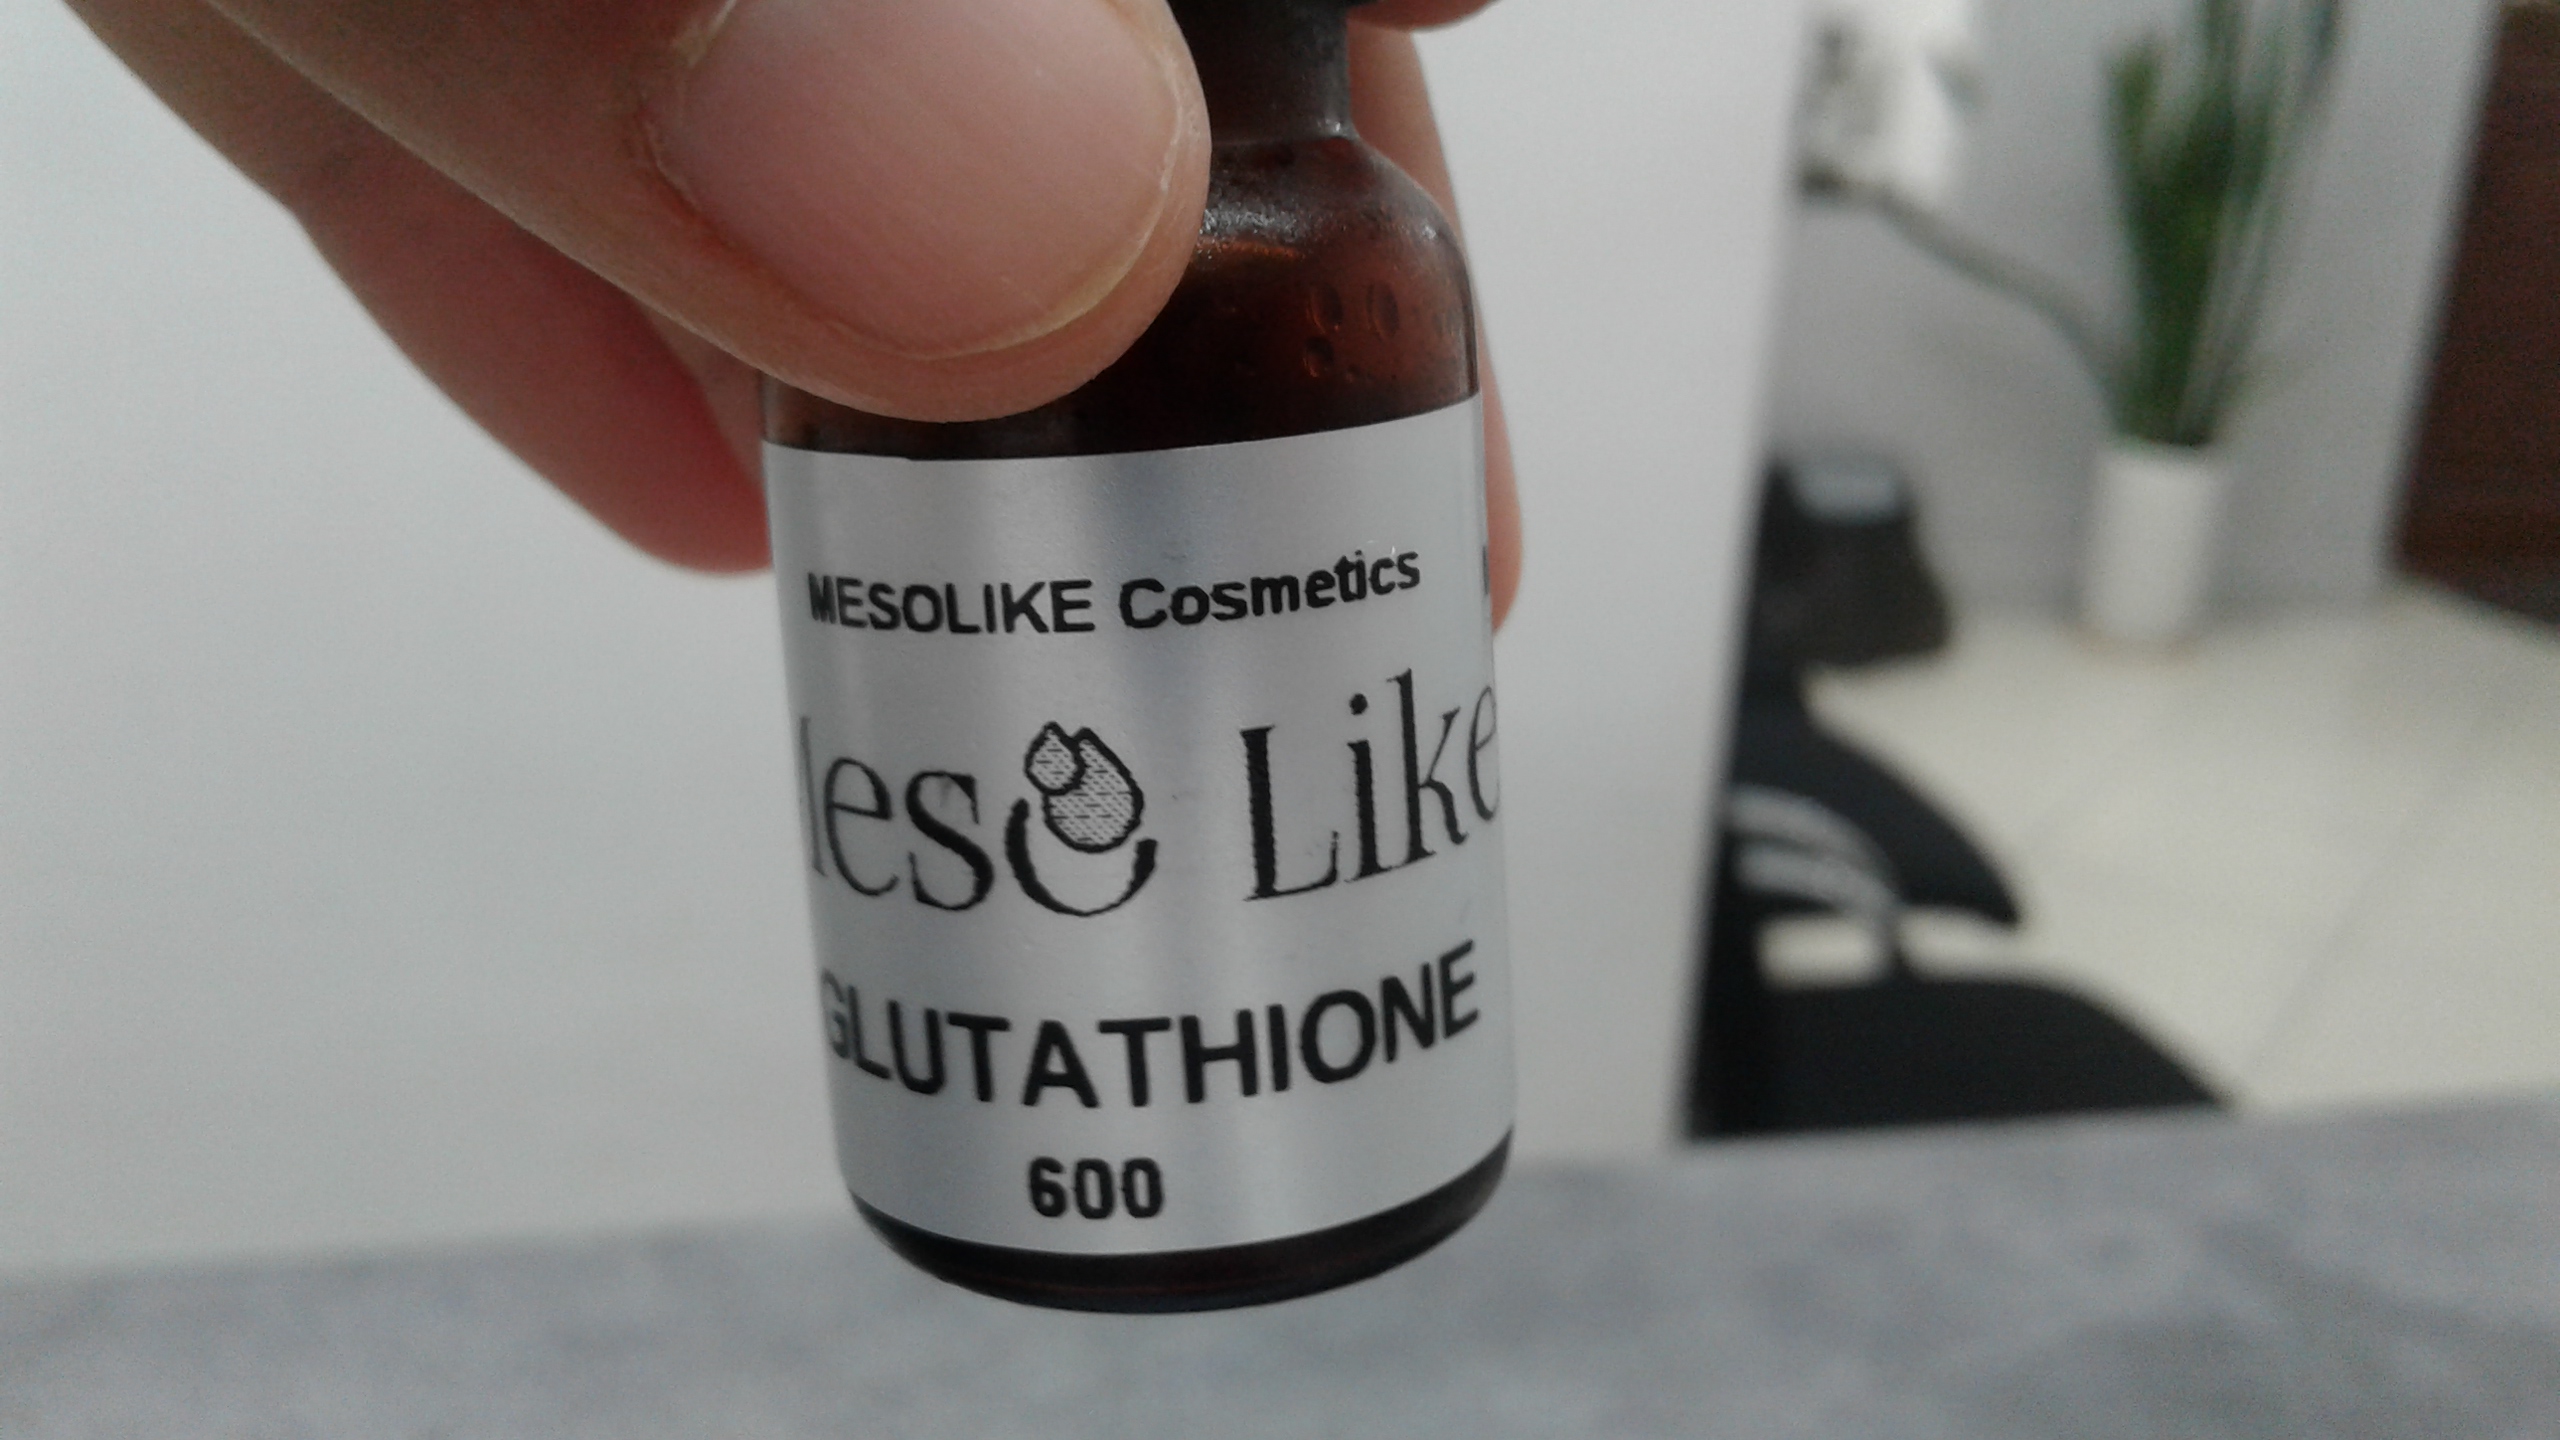 MESOLIKE Cosmetics
Meso Like
GLUTATHIONE
600